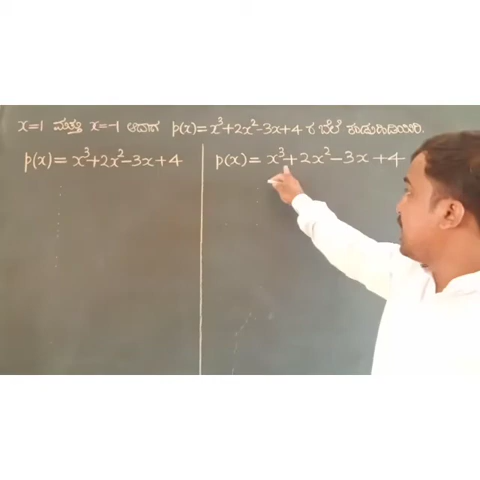 x=1 ಮತ್ತು x=-1 ಆದಾಗ p(x)=x³+2x²-3x+4 ರ ಬೆಲೆ ಕಂಡುಹಿಡಿಯಿರಿ.
p(x)= x³+2x²-3x+4
p(x)= x³+2x²-3x+4